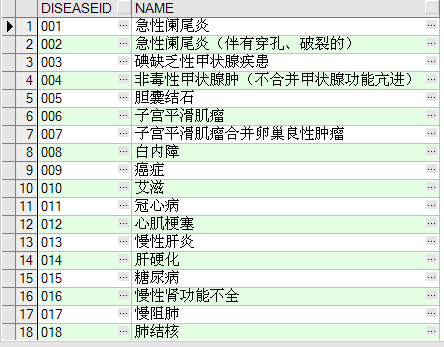 DISEASEID NAME
1 001 急性阑尾炎
2 002 急性阑尾炎（伴有穿孔、破裂的）
3 003 碘缺乏性甲状腺疾患
4 004 非毒性甲状腺肿（不合并甲状腺功能亢进）
5 005 胆囊结石
6 006 子宫平滑肌瘤
7 007 子宫平滑肌瘤合并卵巢良性肿瘤
8 008 白内障
9 009 癌症
10 010 艾滋
11 011 冠心病
12 012 心肌梗塞
13 013 慢性肝炎
14 014 肝硬化
15 015 糖尿病
16 016 慢性肾功能不全
17 017 慢阻肺
18 018 肺结核